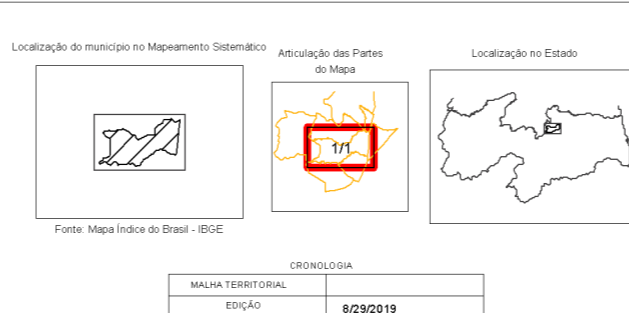 Localização do município no Mapeamento Sistemático
Articulação das Partes
do Mapa
Localização no Estado
1/1
Fonte: Mapa Índice do Brasil - IBGE
CRONOLOGIA
MALHA TERRITORIAL
EDIÇÃO 8/29/2019